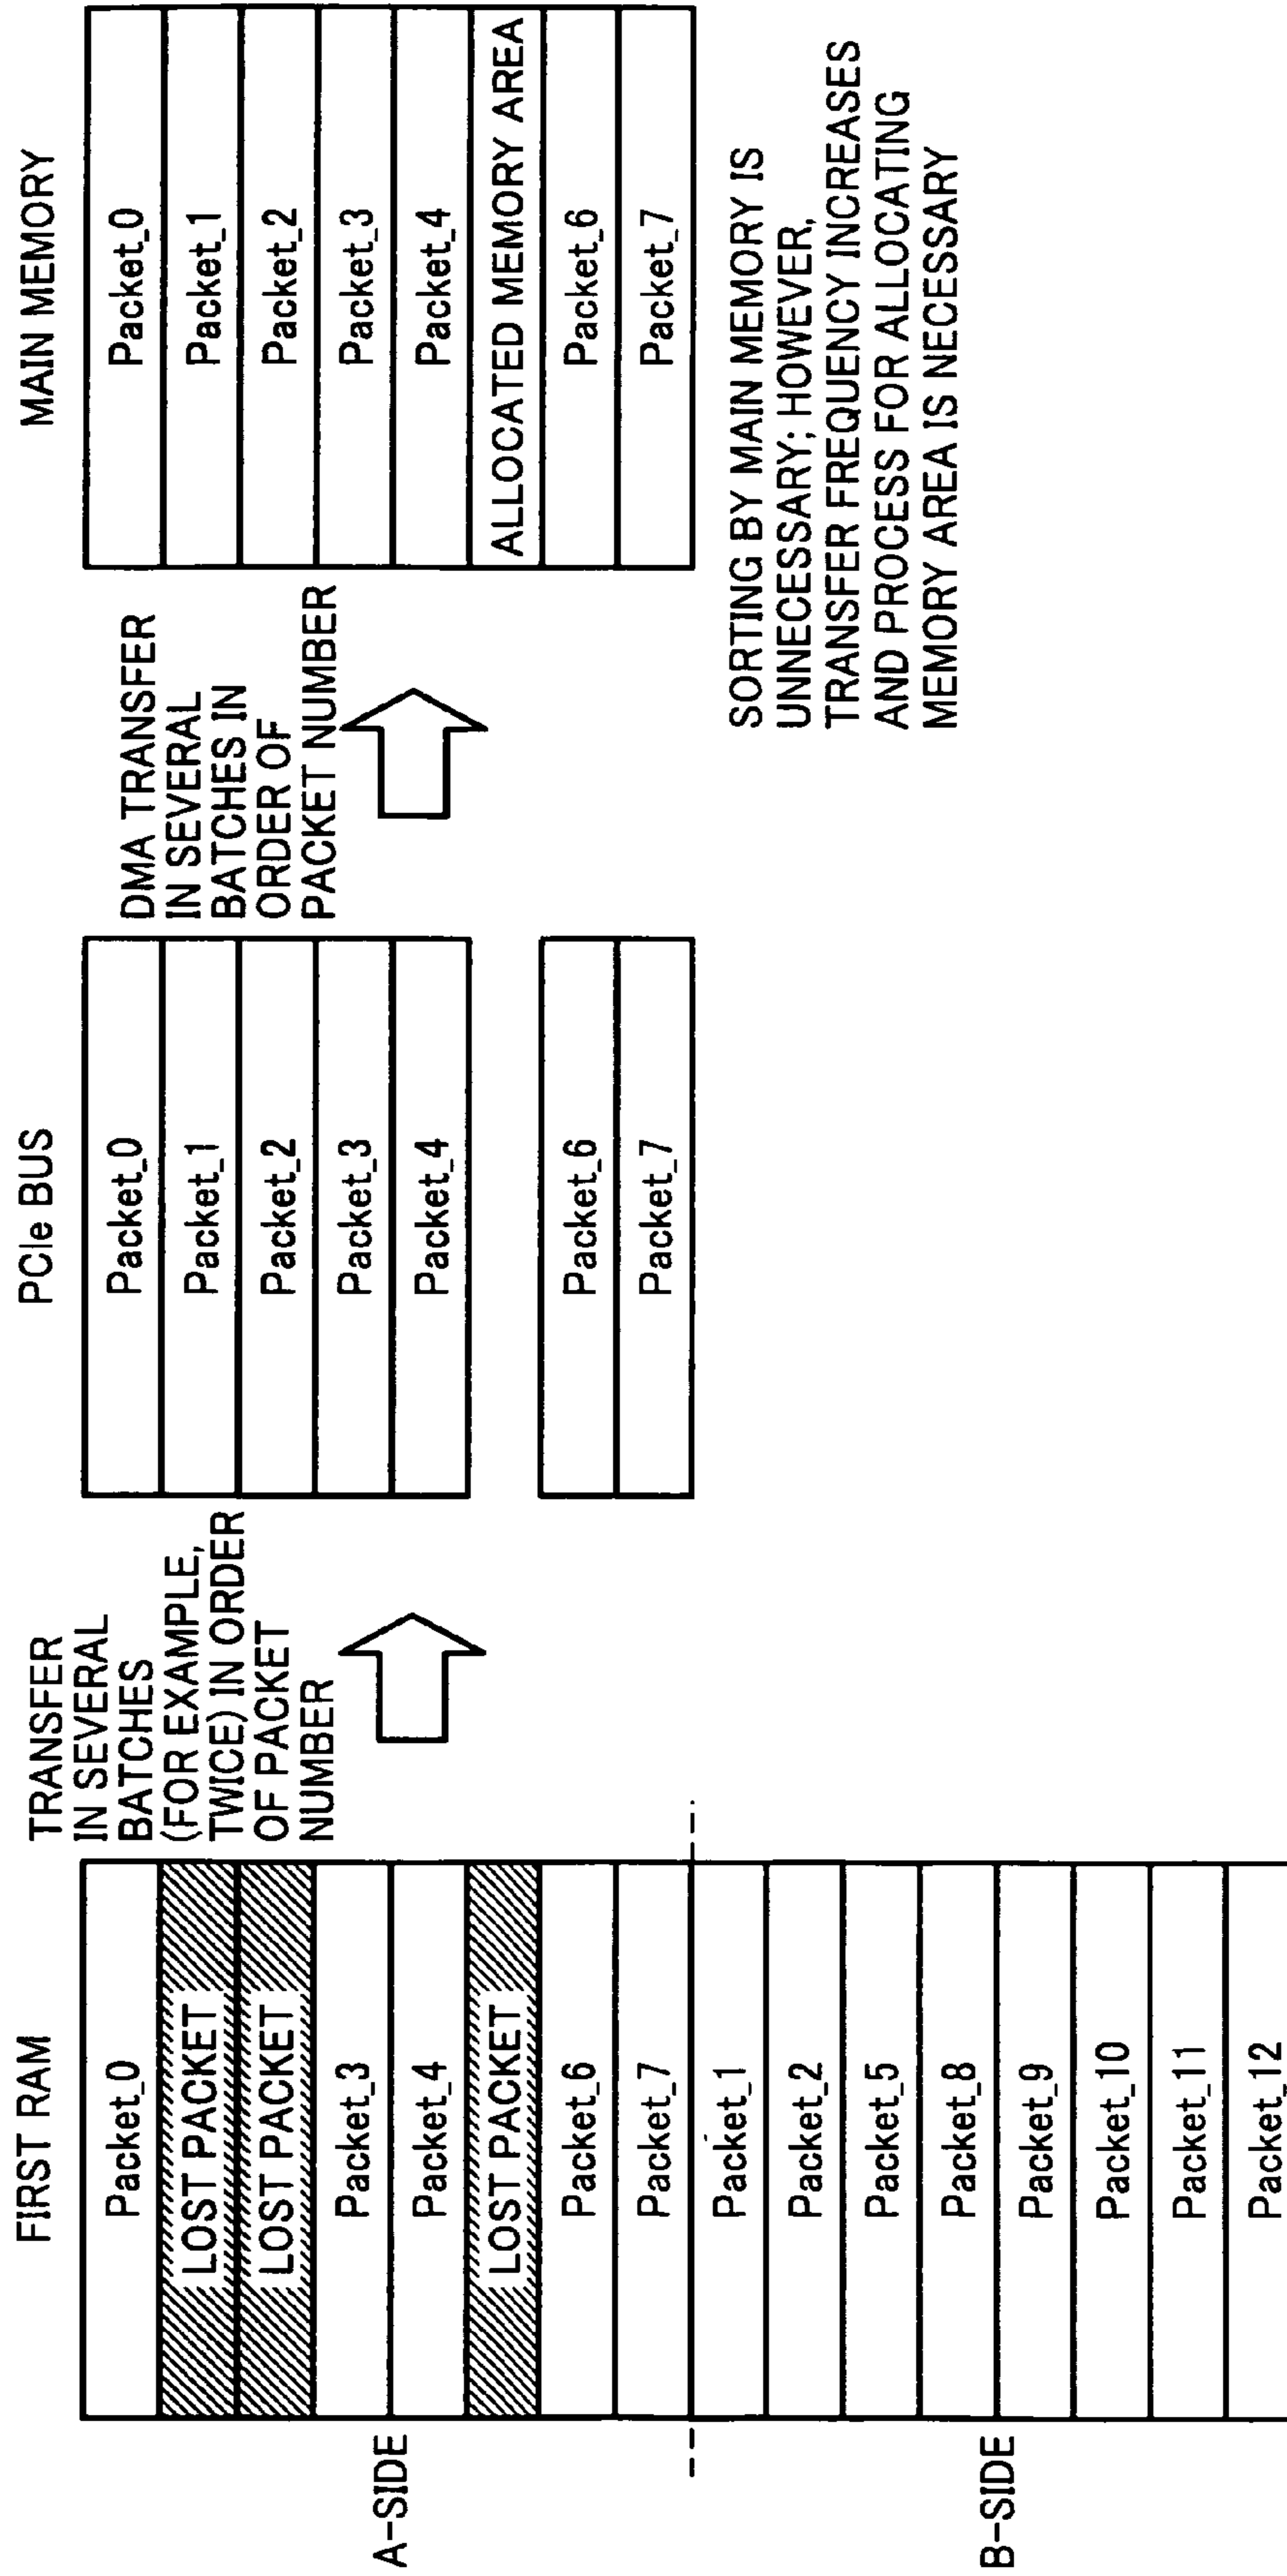 FIRST RAM
A-SIDE
Packet_0
LOST PACKET
LOST PACKET
Packet_3
Packet_4
LOST PACKET
Packet_6
Packet_7
B-SIDE
Packet_1
Packet_2
Packet_5
Packet_8
Packet_9
Packet_10
Packet_11
Packet_12
TRANSFER
IN SEVERAL
BATCHES
(FOR EXAMPLE,
TWICE) IN ORDER
OF PACKET
NUMBER
PCIe BUS
Packet_0
Packet_1
Packet_2
Packet_3
Packet_4
Packet_6
Packet_7
DMA TRANSFER
IN SEVERAL
BATCHES IN
ORDER OF
PACKET NUMBER
MAIN MEMORY
Packet_0
Packet_1
Packet_2
Packet_3
Packet_4
ALLOCATED MEMORY AREA
Packet_6
Packet_7
SORTING BY MAIN MEMORY IS
UNNECESSARY; HOWEVER,
TRANSFER FREQUENCY INCREASES
AND PROCESS FOR ALLOCATING
MEMORY AREA IS NECESSARY